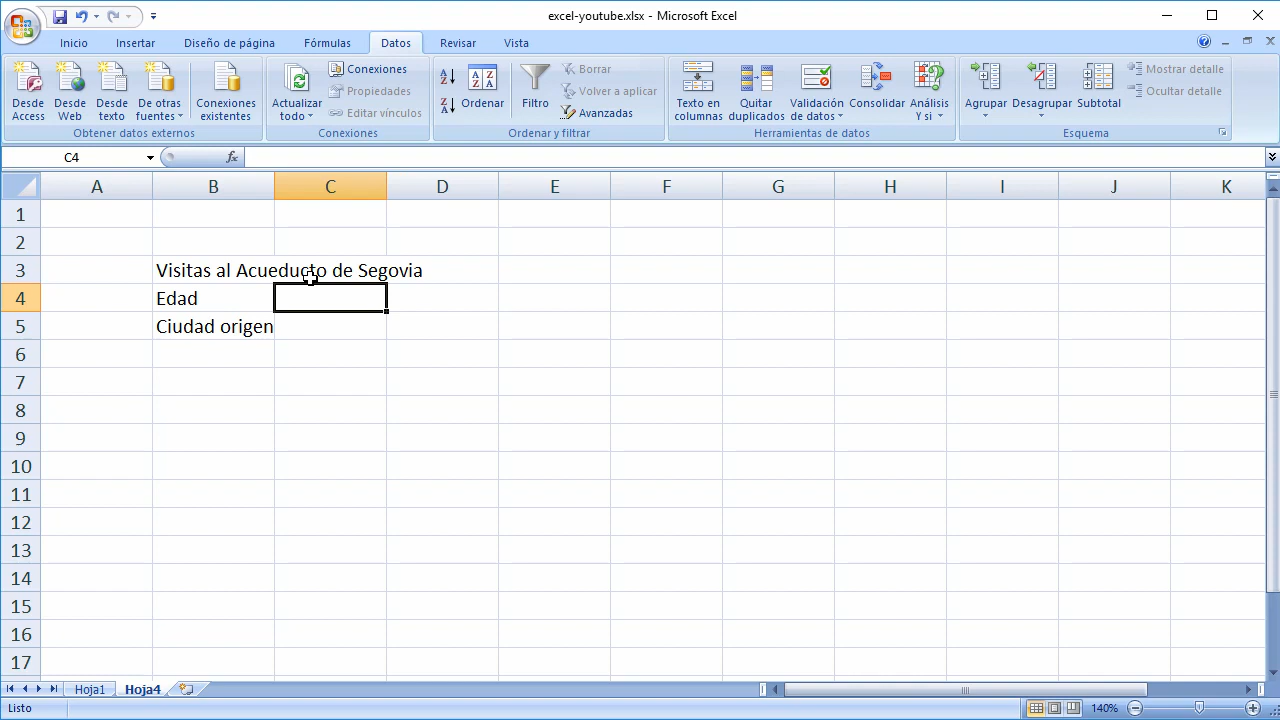 excel-youtube.xlsx - Microsoft Excel
Inicio Insertar Diseño de página Fórmulas Datos Revisar Vista
Desde Access
Desde Web
Desde texto
De otras fuentes
Conexiones existentes
Obtener datos externos
Actualizar todo
Conexiones
Propiedades
Editar vínculos
Conexiones
Ordenar
Filtro
Borrar
Volver a aplicar
Avanzadas
Ordenar y filtrar
Texto en columnas
Quitar duplicados
Validación de datos
Consolidar
Análisis Y si
Herramientas de datos
Agrupar
Desagrupar
Subtotal
Mostrar detalle
Ocultar detalle
Esquema
C4
fx
A B C D E F G H I J K
1
2
3 Visitas al Acueducto de Segovia
4 Edad
5 Ciudad origen
6
7
8
9
10
11
12
13
14
15
16
17
Hoja1 Hoja4
Listo 140%